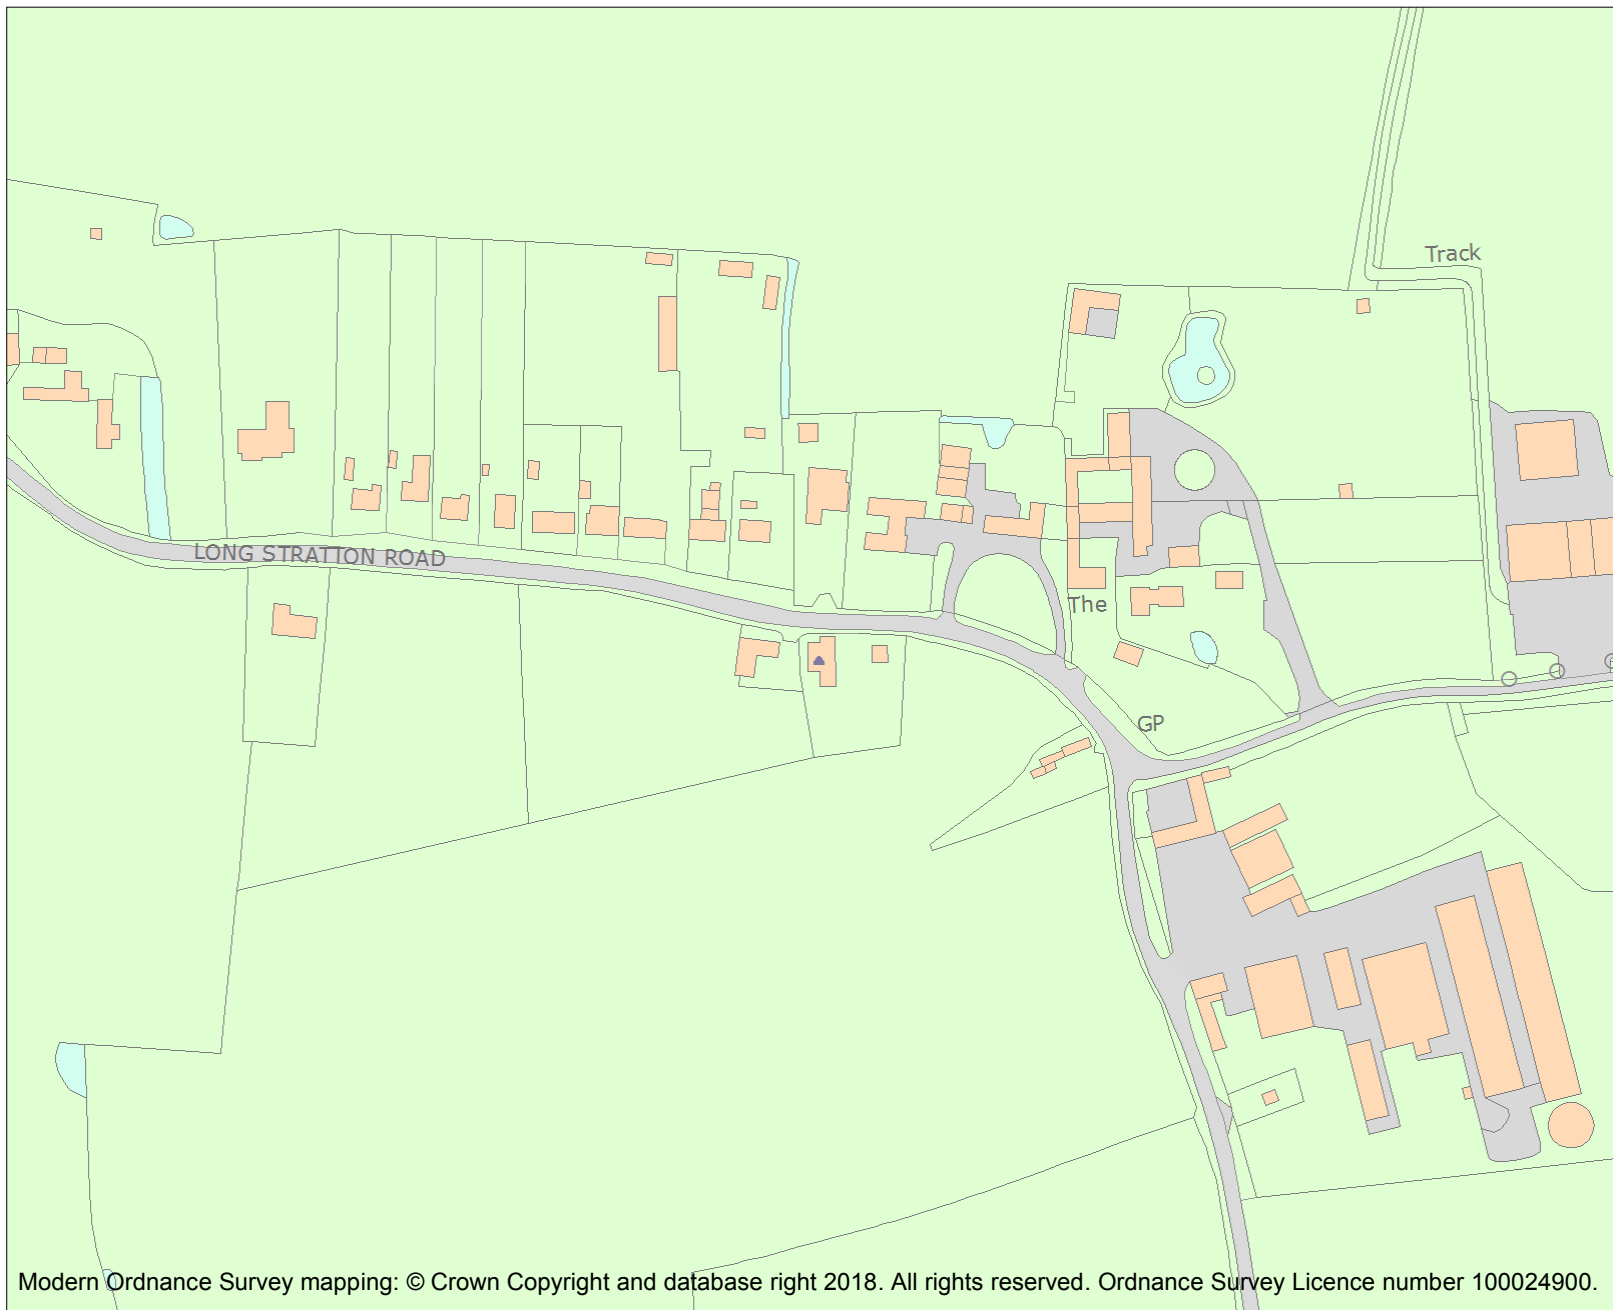 Track
LONG STRATTON ROAD
The
GP
Modern Ordnance Survey mapping: © Crown Copyright and database right 2018. All rights reserved. Ordnance Survey Licence number 100024900.